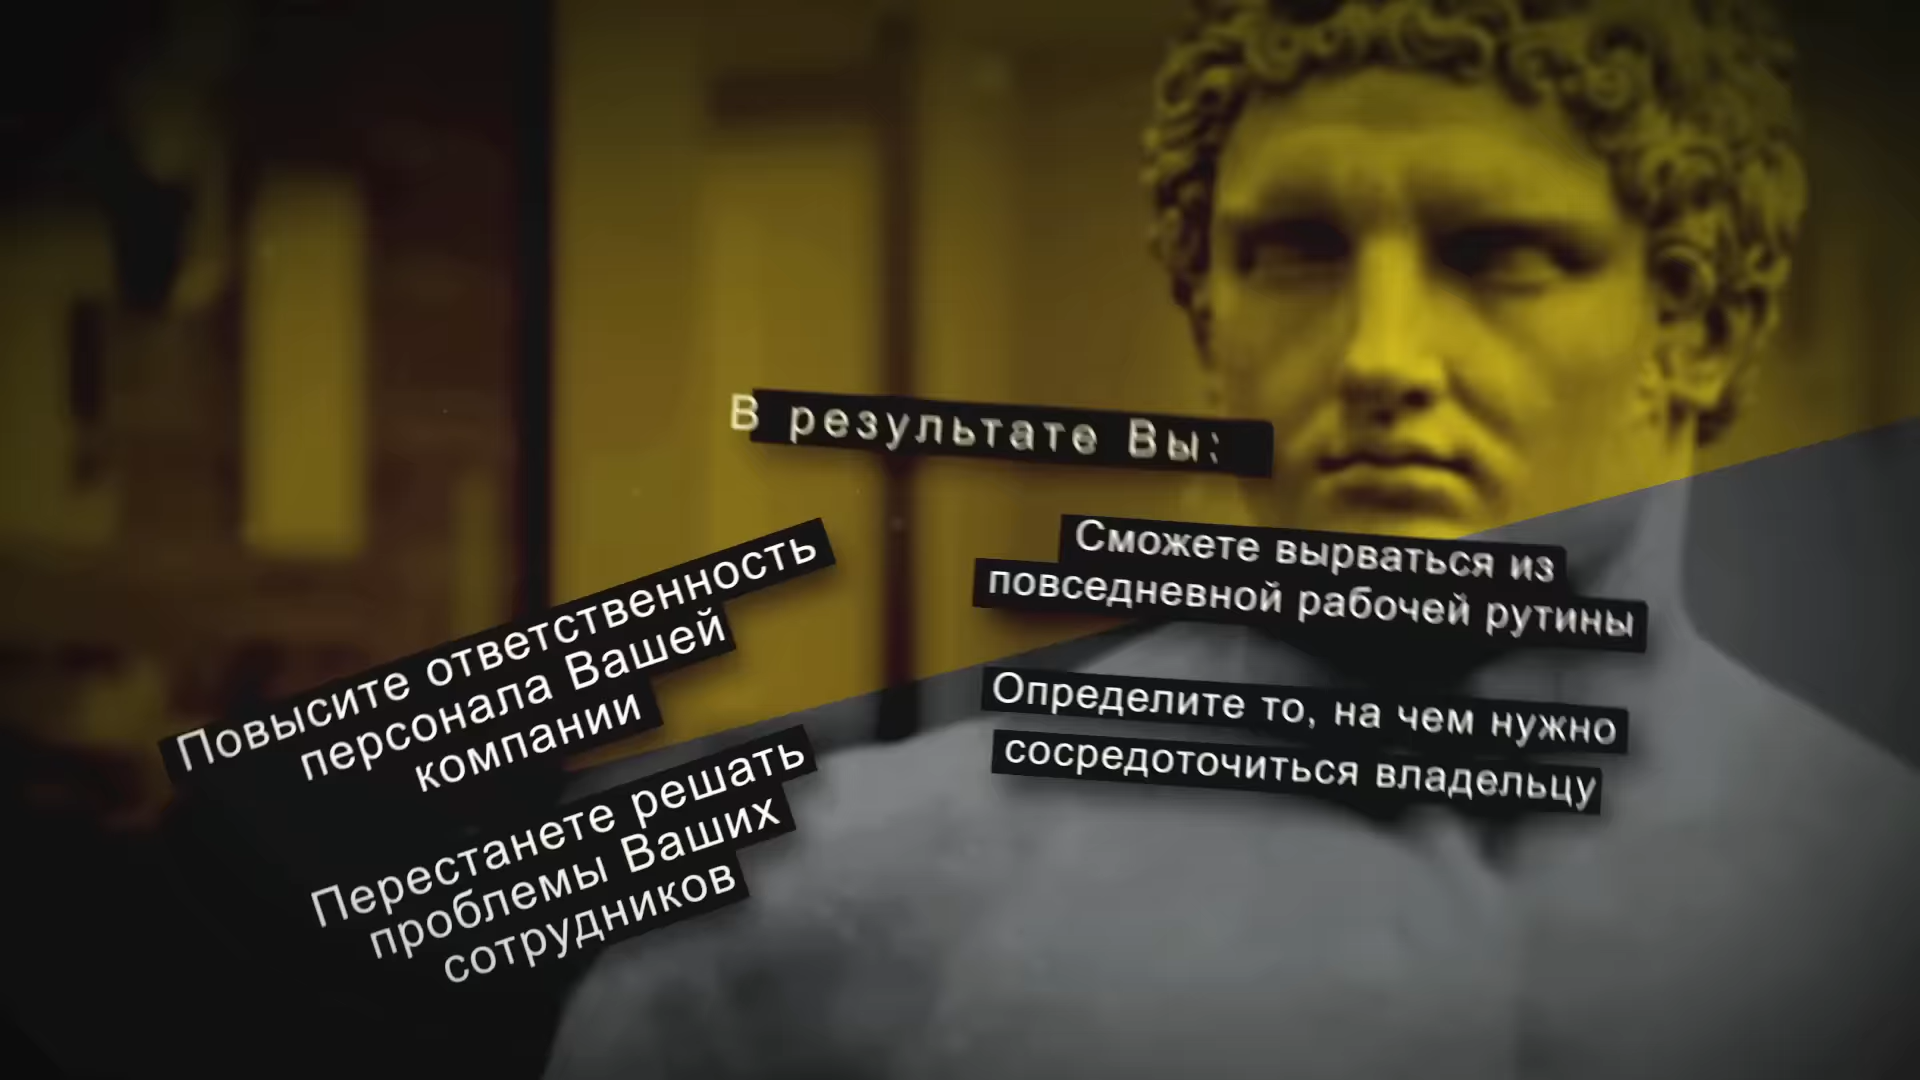 В результате Вы:
Повысите ответственность
персонала Вашей
компании
Перестанете решать
проблемы Ваших
сотрудников
Сможете вырваться из
повседневной рабочей рутины
Определите то, на чем нужно
сосредоточиться владельцу